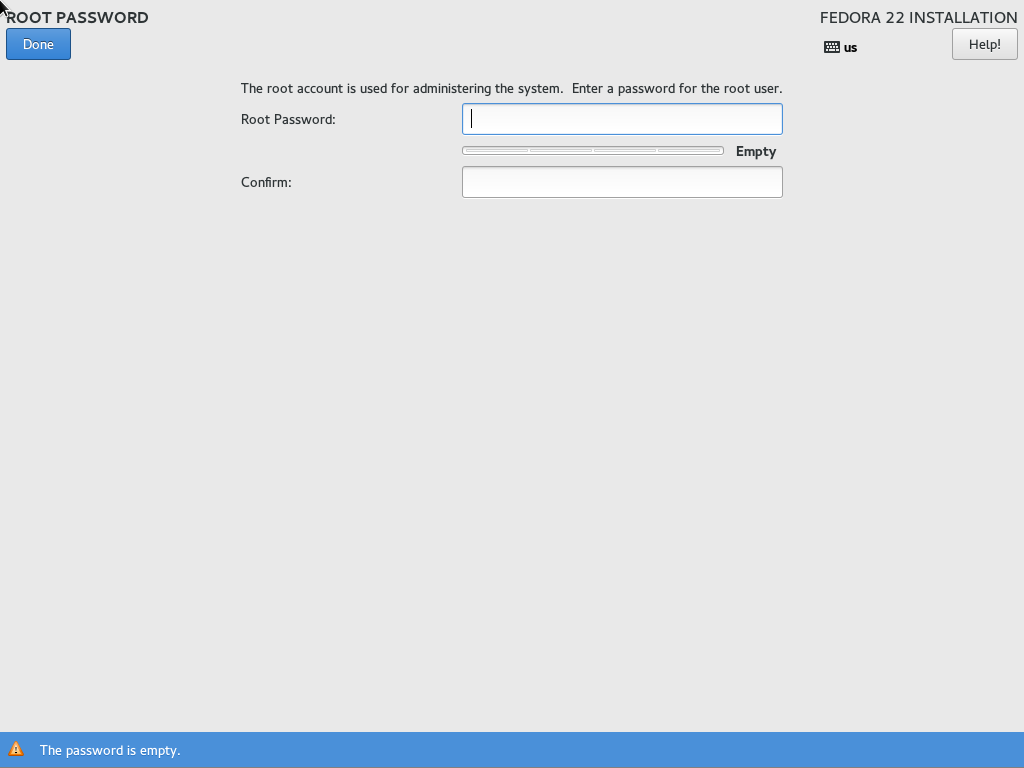 ROOT PASSWORD
FEDORA 22 INSTALLATION
Done
us
Help!
The root account is used for administering the system.  Enter a password for the root user.
Root Password:
Empty
Confirm:
The password is empty.